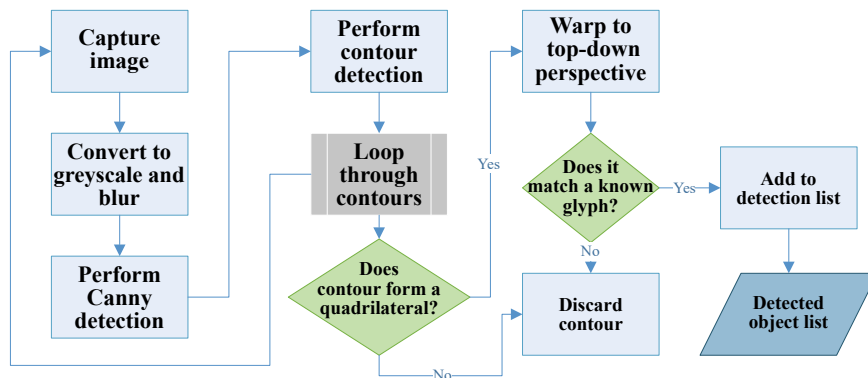 Capture
image
Convert to
greyscale and
blur
Perform
Canny
detection
Perform
contour
detection
Loop
through
contours
Does
contour form a
quadrilateral?
Yes
No
Warp to
top-down
perspective
Does it
match a known
glyph?
Yes
No
Discard
contour
Add to
detection list
Detected
object list